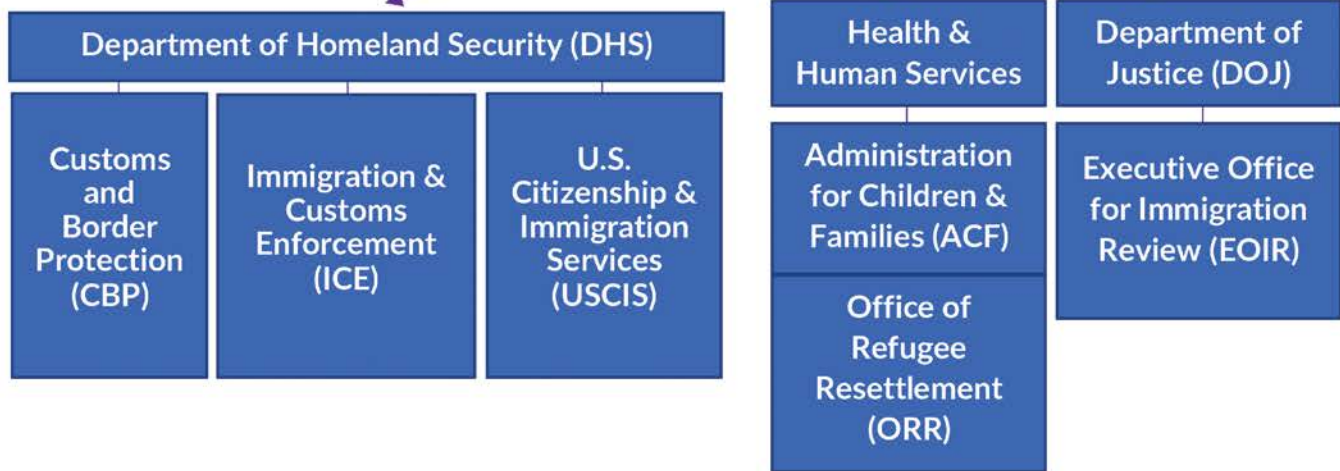 Department of Homeland Security (DHS)
Customs
and
Border
Protection
(CBP)
Immigration &
Customs
Enforcement
(ICE)
U.S.
Citizenship &
Immigration
Services
(USCIS)
Health &
Human Services
Administration
for Children &
Families (ACF)
Office of
Refugee
Resettlement
(ORR)
Department of
Justice (DOJ)
Executive Office
for Immigration
Review (EOIR)